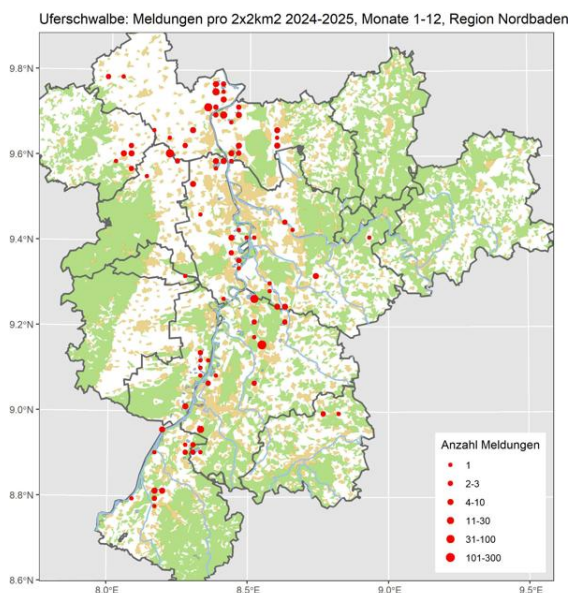 Uferschwalbe: Meldungen pro 2x2km2 2024-2025, Monate 1-12, Region Nordbaden
9.8°N
9.6°N
9.4°N
9.2°N
9.0°N
8.8°N
8.6°N
Anzahl Meldungen
1
2-3
4-10
11-30
31-100
101-300
8.0°E
8.5°E
9.0°E
9.5°E